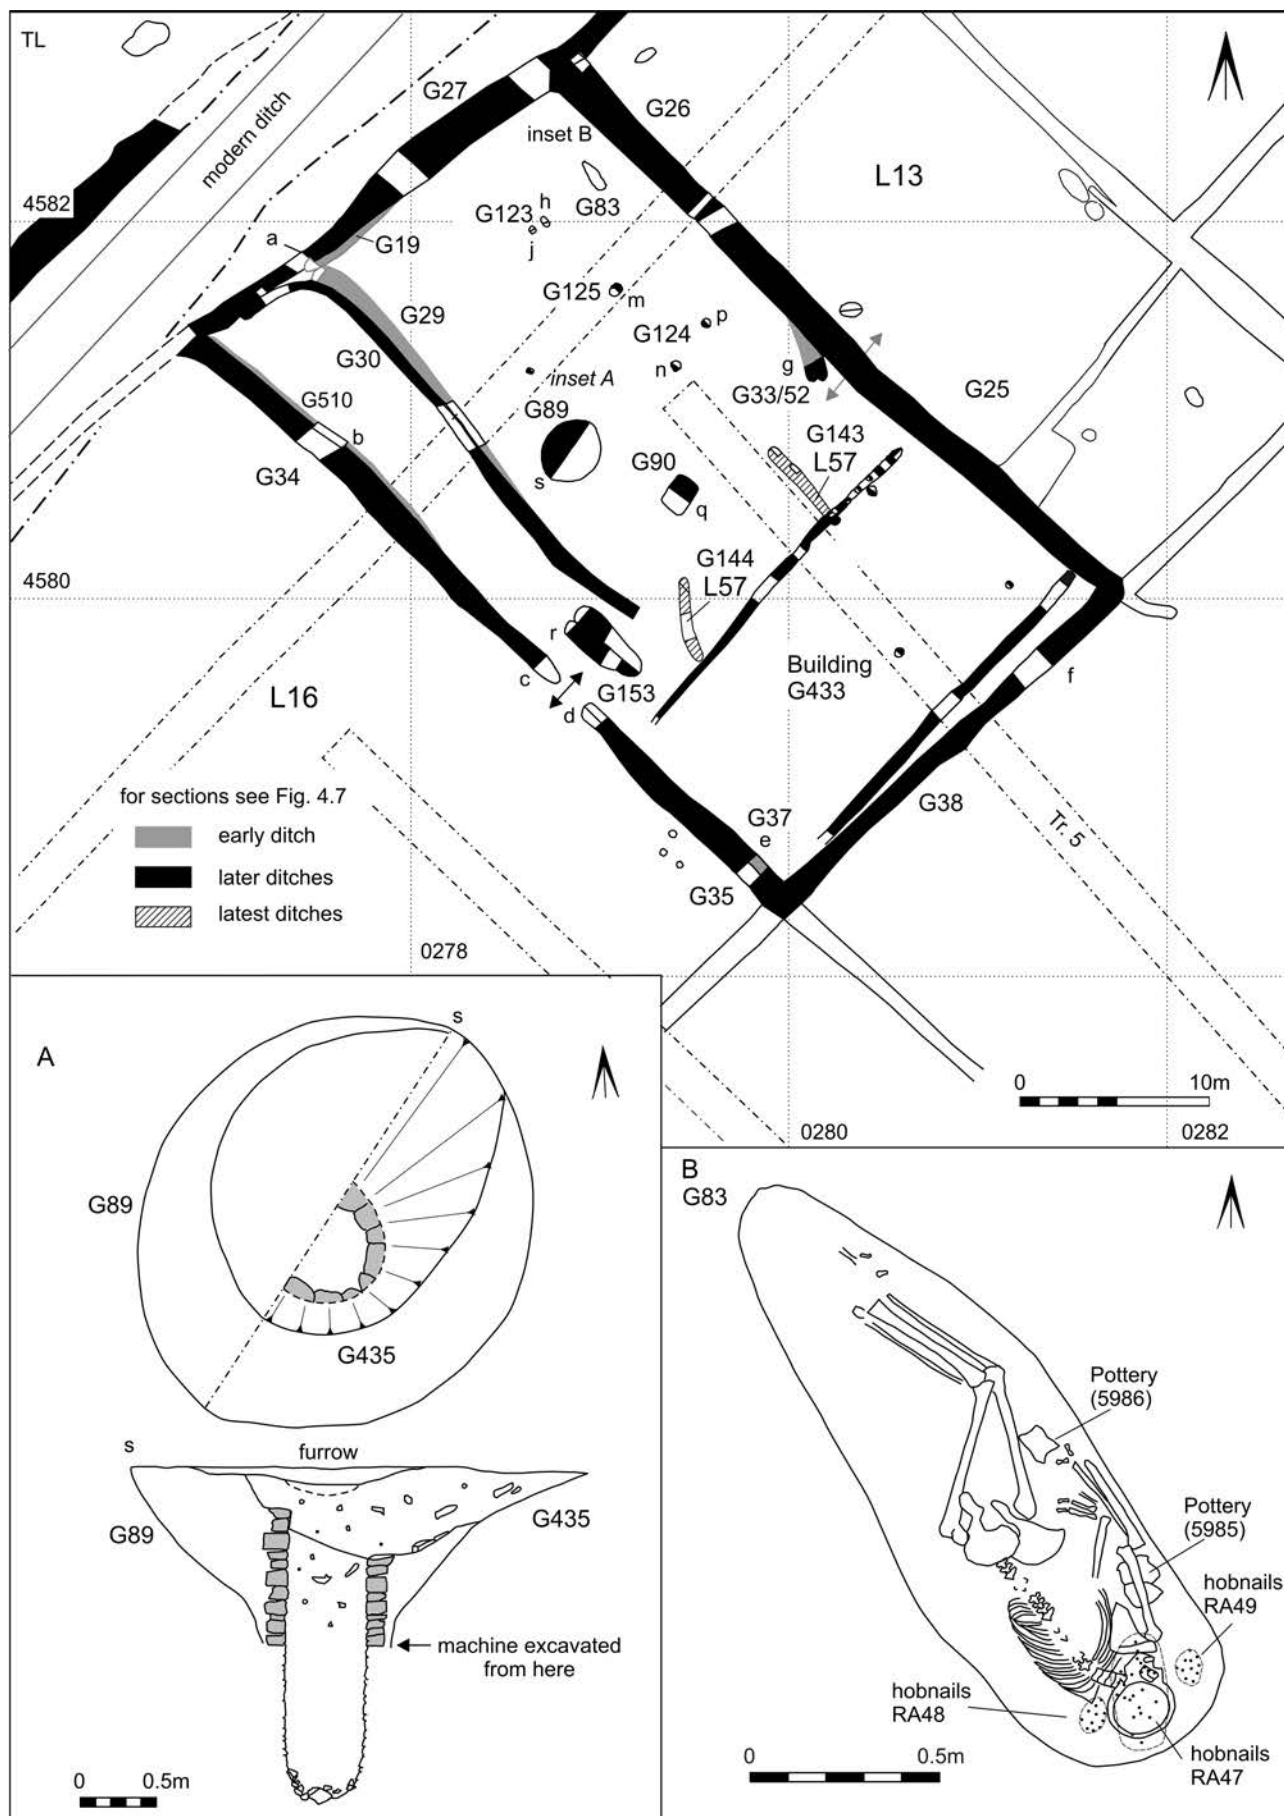 TL
G27
G26
modern ditch
inset B
L13
4582
G83
h
G123
j
a
G19
G125
m
G29
p
G124
G30
n
g
inset A
G33/52
G25
G510
G89
G143
L57
b
G90
G34
s
q
G144
L57
4580
r
Building
G433
c
G153
f
L16
d
for sections see Fig. 4.7
G38
early ditch
G37
e
Tr. 5
later ditches
G35
latest ditches
0278
0
10m
0280
0282
A
s
G89
G435
s
furrow
G89
G435
machine excavated
from here
0
0.5m
B
G83
Pottery
(5986)
Pottery
(5985)
hobnails
RA49
hobnails
RA48
0
0.5m
hobnails
RA47